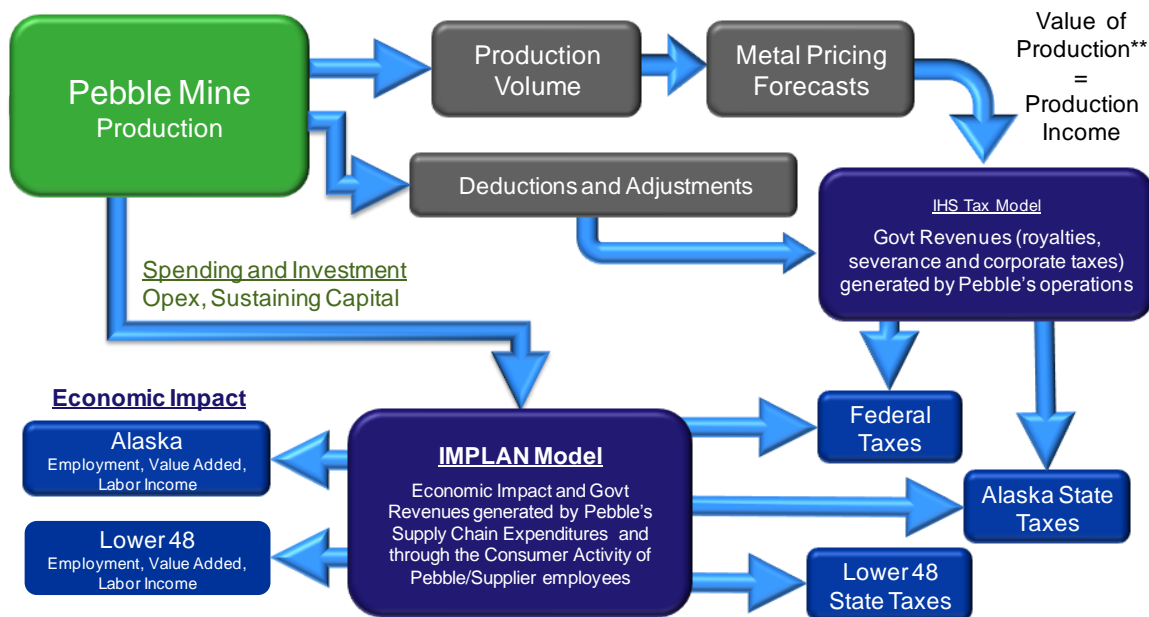 Pebble Mine
Production
Production
Volume
Metal Pricing
Forecasts
Value of
Production**
=
Production
Income
Deductions and Adjustments
IHS Tax Model
Govt Revenues (royalties,
severance and corporate taxes)
generated by Pebble's operations
Spending and Investment
Opex, Sustaining Capital
Economic Impact
Alaska
Employment, Value Added,
Labor Income
Lower 48
Employment, Value Added,
Labor Income
IMPLAN Model
Economic Impact and Govt
Revenues generated by Pebble's
Supply Chain Expenditures and
through the Consumer Activity of
Pebble/Supplier employees
Federal
Taxes
Alaska State
Taxes
Lower 48
State Taxes